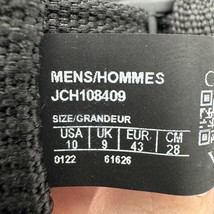 MENS/HOMMES
JCH108409
SIZE/GRANDEUR
USA UK EUR CM
10 9 43 28
0122 61626